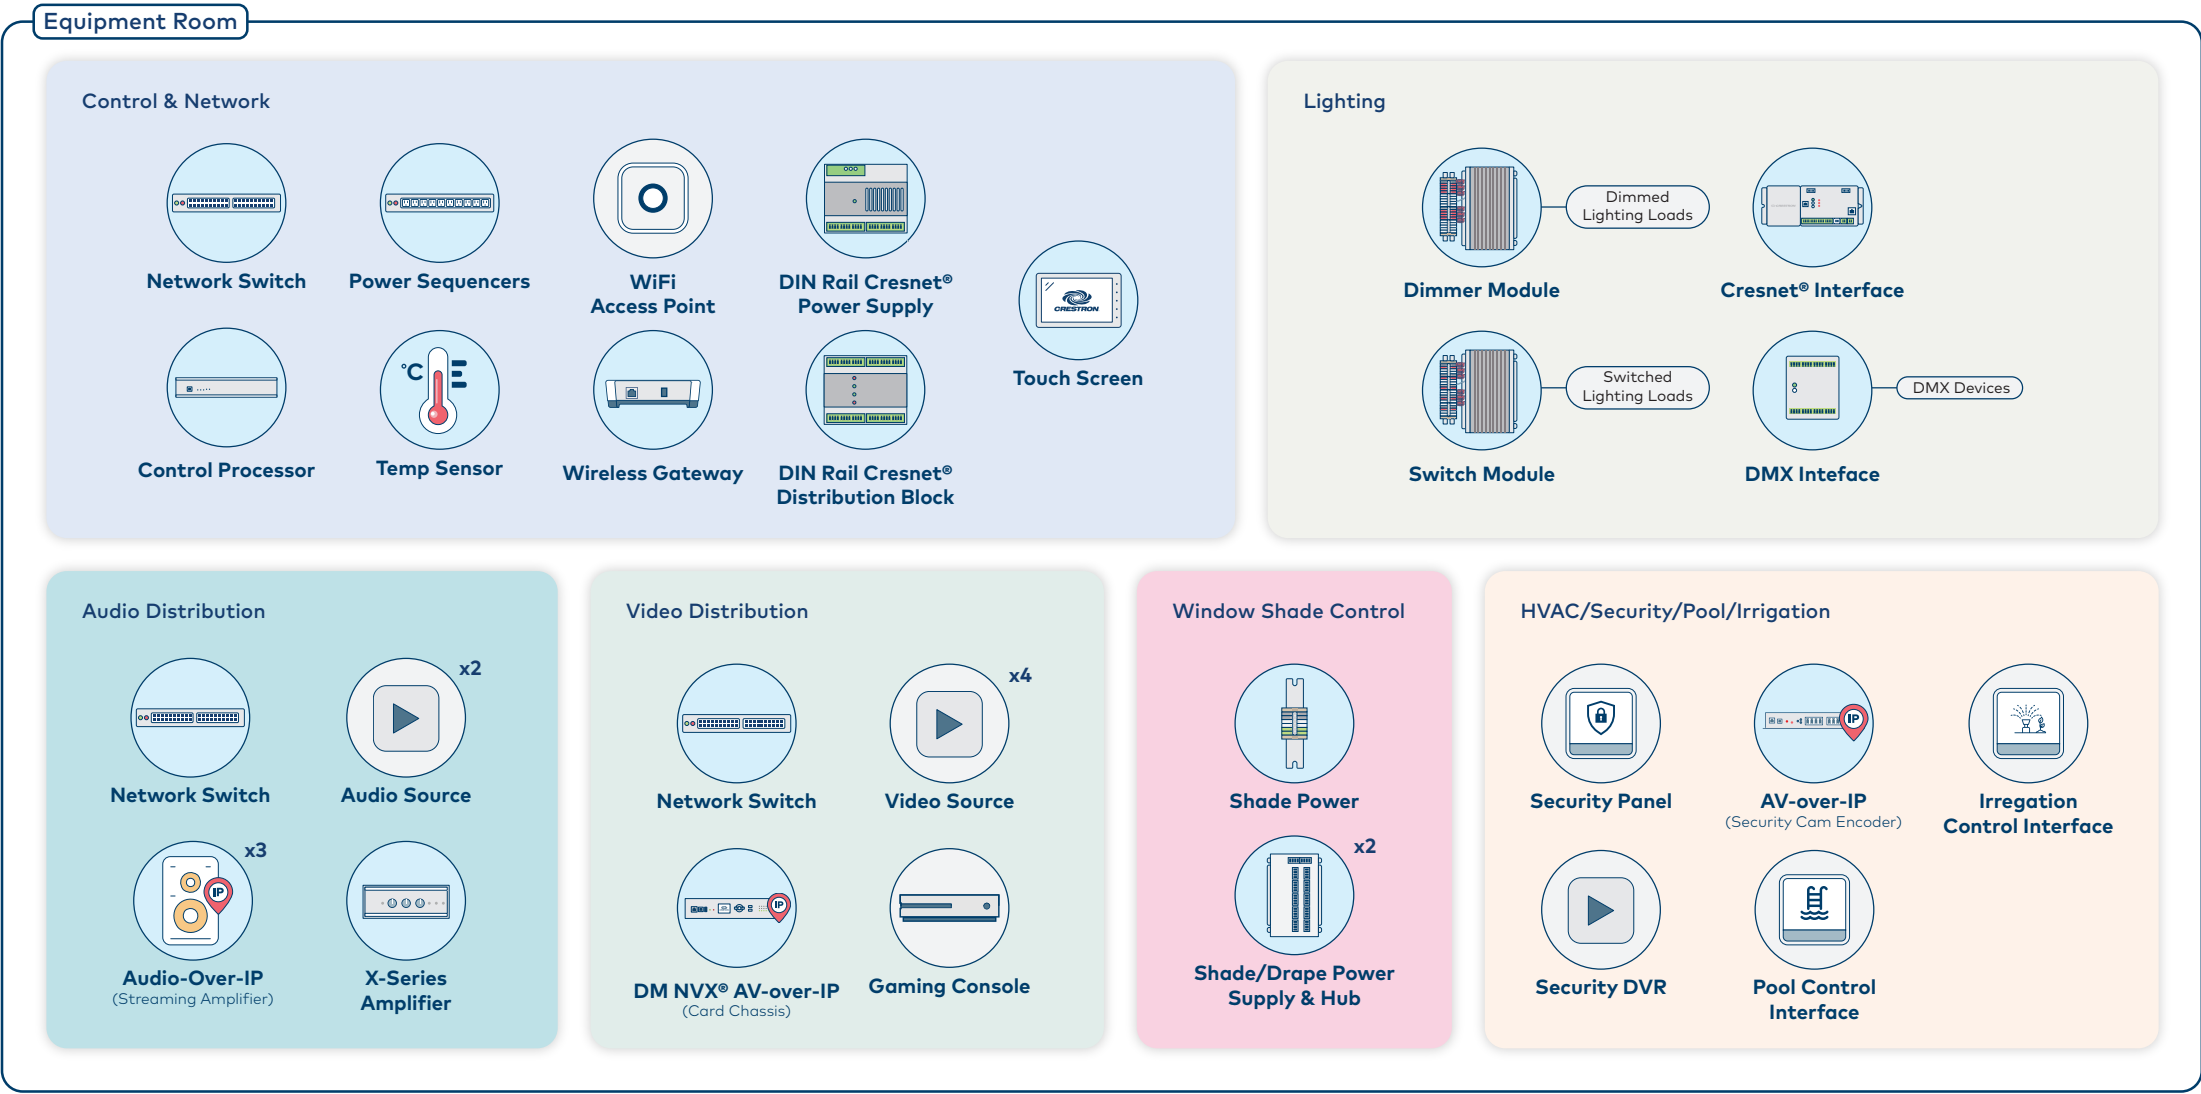 Equipment Room
Control & Network
Network Switch
Power Sequencers
WiFi
Access Point
DIN Rail Cresnet®
Power Supply
CRESTRON
Touch Screen
Control Processor
°C
Temp Sensor
Wireless Gateway
DIN Rail Cresnet®
Distribution Block
Lighting
Dimmed
Lighting Loads
Dimmer Module
Cresnet® Interface
Switched
Lighting Loads
Switch Module
DMX Devices
DMX Inteface
Audio Distribution
Network Switch
x2
Audio Source
x3
IP
Audio-Over-IP
(Streaming Amplifier)
X-Series
Amplifier
Video Distribution
Network Switch
x4
Video Source
IP
DM NVX® AV-over-IP
(Card Chassis)
Gaming Console
Window Shade Control
Shade Power
x2
Shade/Drape Power
Supply & Hub
HVAC/Security/Pool/Irrigation
Security Panel
IP
AV-over-IP
(Security Cam Encoder)
Irregation
Control Interface
Security DVR
Pool Control
Interface